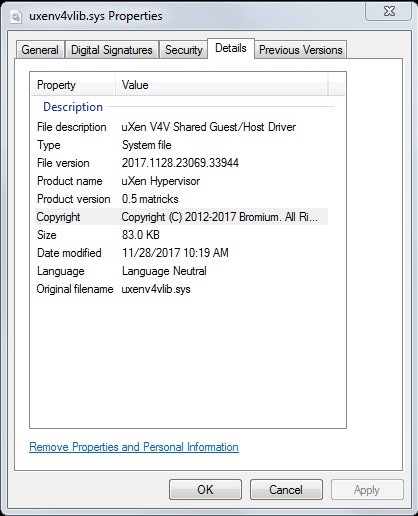 uxenv4vlib.sys Properties
General Digital Signatures Security Details Previous Versions
Property Value
Description
File description uXen V4V Shared Guest/Host Driver
Type System file
File version 2017.1128.23069.33944
Product name uXen Hypervisor
Product version 0.5 matricks
Copyright Copyright (C) 2012-2017 Bromium. All Ri...
Size 83.0 KB
Date modified 11/28/2017 10:19 AM
Language Language Neutral
Original filename uxenv4vlib.sys
Remove Properties and Personal Information
OK Cancel Apply